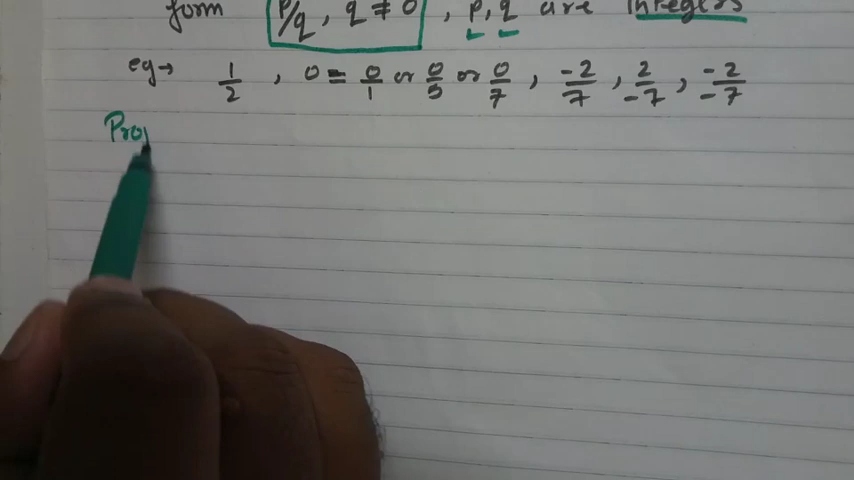 form p/q, q ≠ 0, p, q are Integers
eg→ 1/2, 0 = 0/1 or 0/5 or 0/7, -2/7, 2/-7, -2/-7
Prop